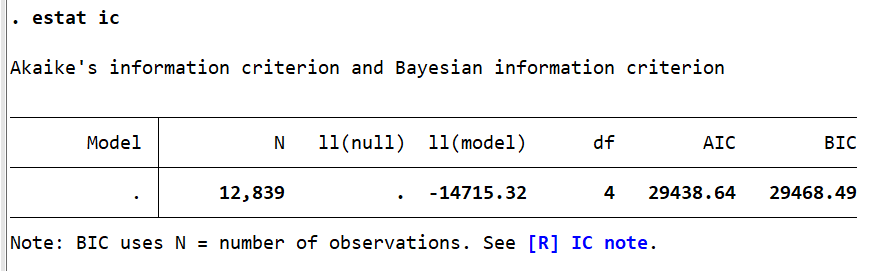 . estat ic
Akaike's information criterion and Bayesian information criterion
Model N ll(null) ll(model) df AIC BIC
. 12,839 . -14715.32 4 29438.64 29468.49
Note: BIC uses N = number of observations. See [R] IC note.